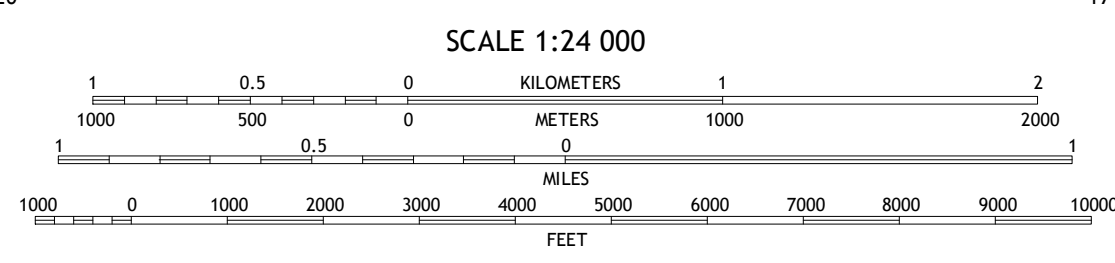 SCALE 1:24 000
1 0.5 0 KILOMETERS 1 2
1000 500 0 METERS 1000 2000
1 0.5 0 1
MILES
1000 0 1000 2000 3000 4000 5000 6000 7000 8000 9000 10000
FEET